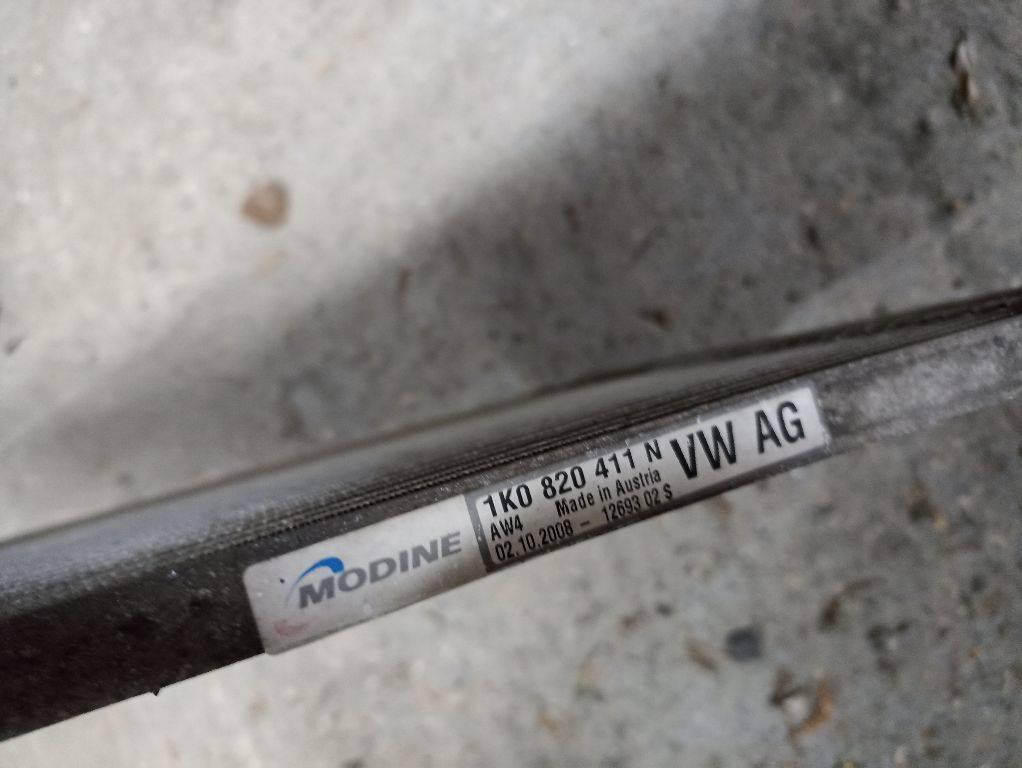 MODINE
1K0 820 411 N
AW4 Made in Austria
02.10.2008 - 12693 02 S
VW AG